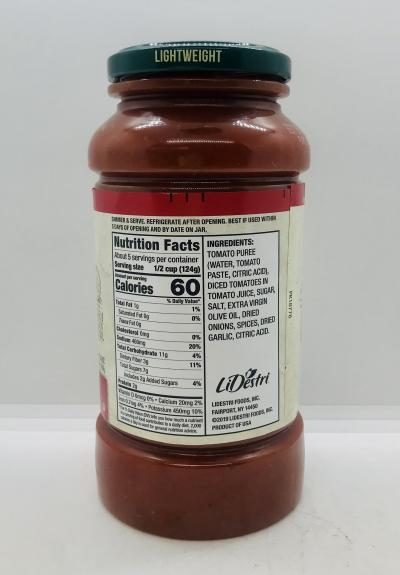 LIGHTWEIGHT
SIMMER & SERVE. REFRIGERATE AFTER OPENING. BEST IF USED WITHIN
5 DAYS OF OPENING AND BY DATE ON JAR.
Nutrition Facts
About 5 servings per container
Serving size 1/2 cup (124g)
Amount per serving
Calories 60
% Daily Value*
Total Fat 1g 1%
Saturated Fat 0g 0%
Trans Fat 0g
Cholesterol 0mg 0%
Sodium 460mg 20%
Total Carbohydrate 11g 4%
Dietary Fiber 3g 11%
Total Sugars 7g
Includes 2g Added Sugars 4%
Protein 2g
Vitamin D 0mcg 0% • Calcium 20mg 2%
4% • Potassium 450mg 10%
INGREDIENTS:
TOMATO PUREE
(WATER, TOMATO
PASTE, CITRIC ACID),
DICED TOMATOES IN
TOMATO JUICE, SUGAR,
SALT, EXTRA VIRGIN
OLIVE OIL, DRIED
ONIONS, SPICES, DRIED
GARLIC, CITRIC ACID.
LiDestri
LIDESTRI FOODS, INC.
FAIRPORT, NY 14450
©2019 LIDESTRI FOODS, INC.
PRODUCT OF USA